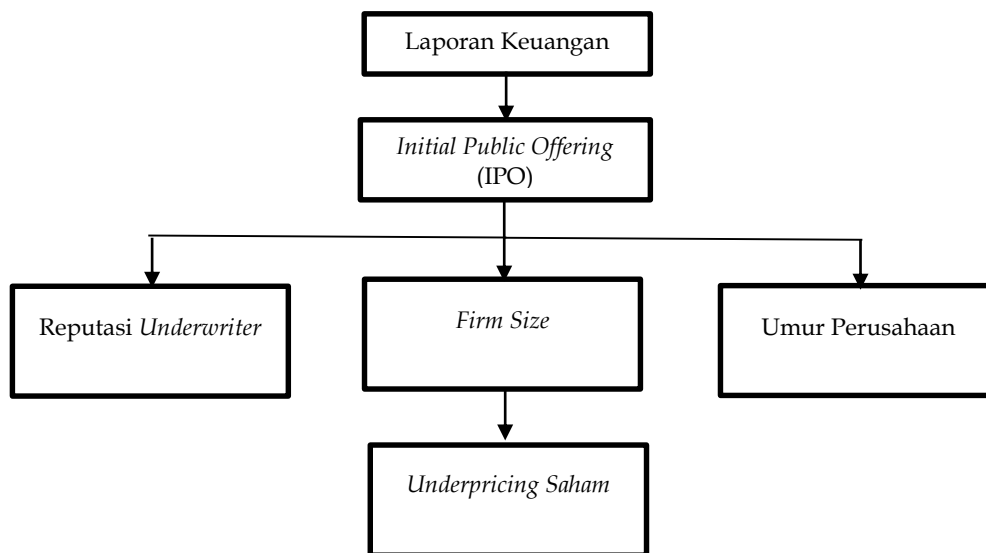 Laporan Keuangan
Initial Public Offering
(IPO)
Reputasi Underwriter
Firm Size
Umur Perusahaan
Underpricing Saham